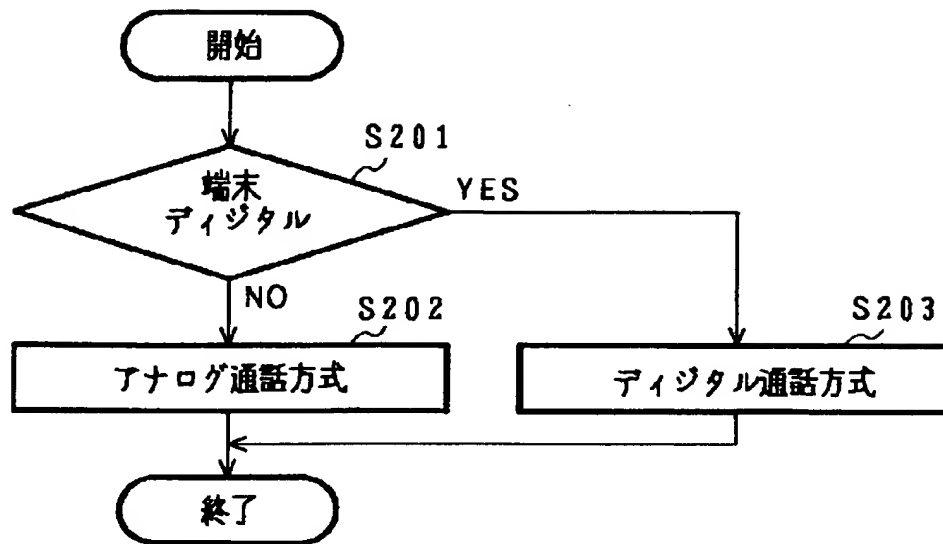 開始
S201
端末
ディジタル
YES
NO
S202
アナログ通話方式
S203
ディジタル通話方式
終了